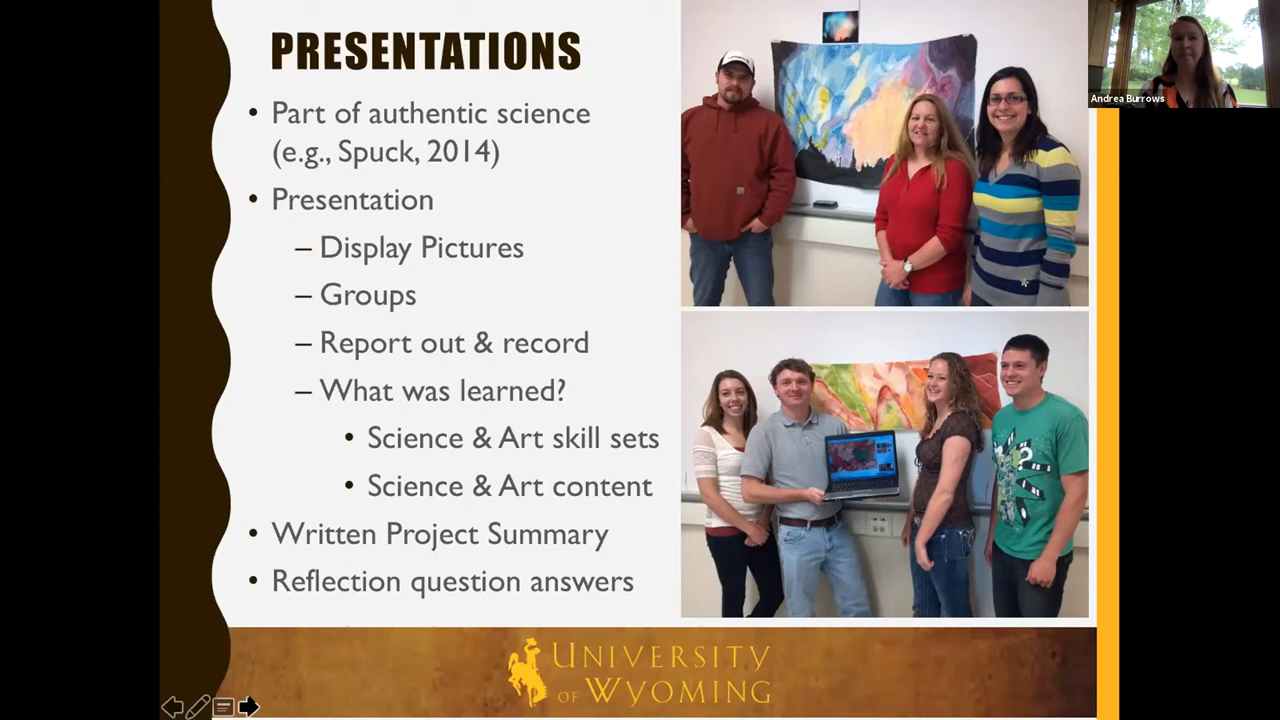 PRESENTATIONS
• Part of authentic science
(e.g., Spuck, 2014)
• Presentation
– Display Pictures
– Groups
– Report out & record
– What was learned?
• Science & Art skill sets
• Science & Art content
• Written Project Summary
• Reflection question answers
UNIVERSITY
OF WYOMING
Andrea Burrows